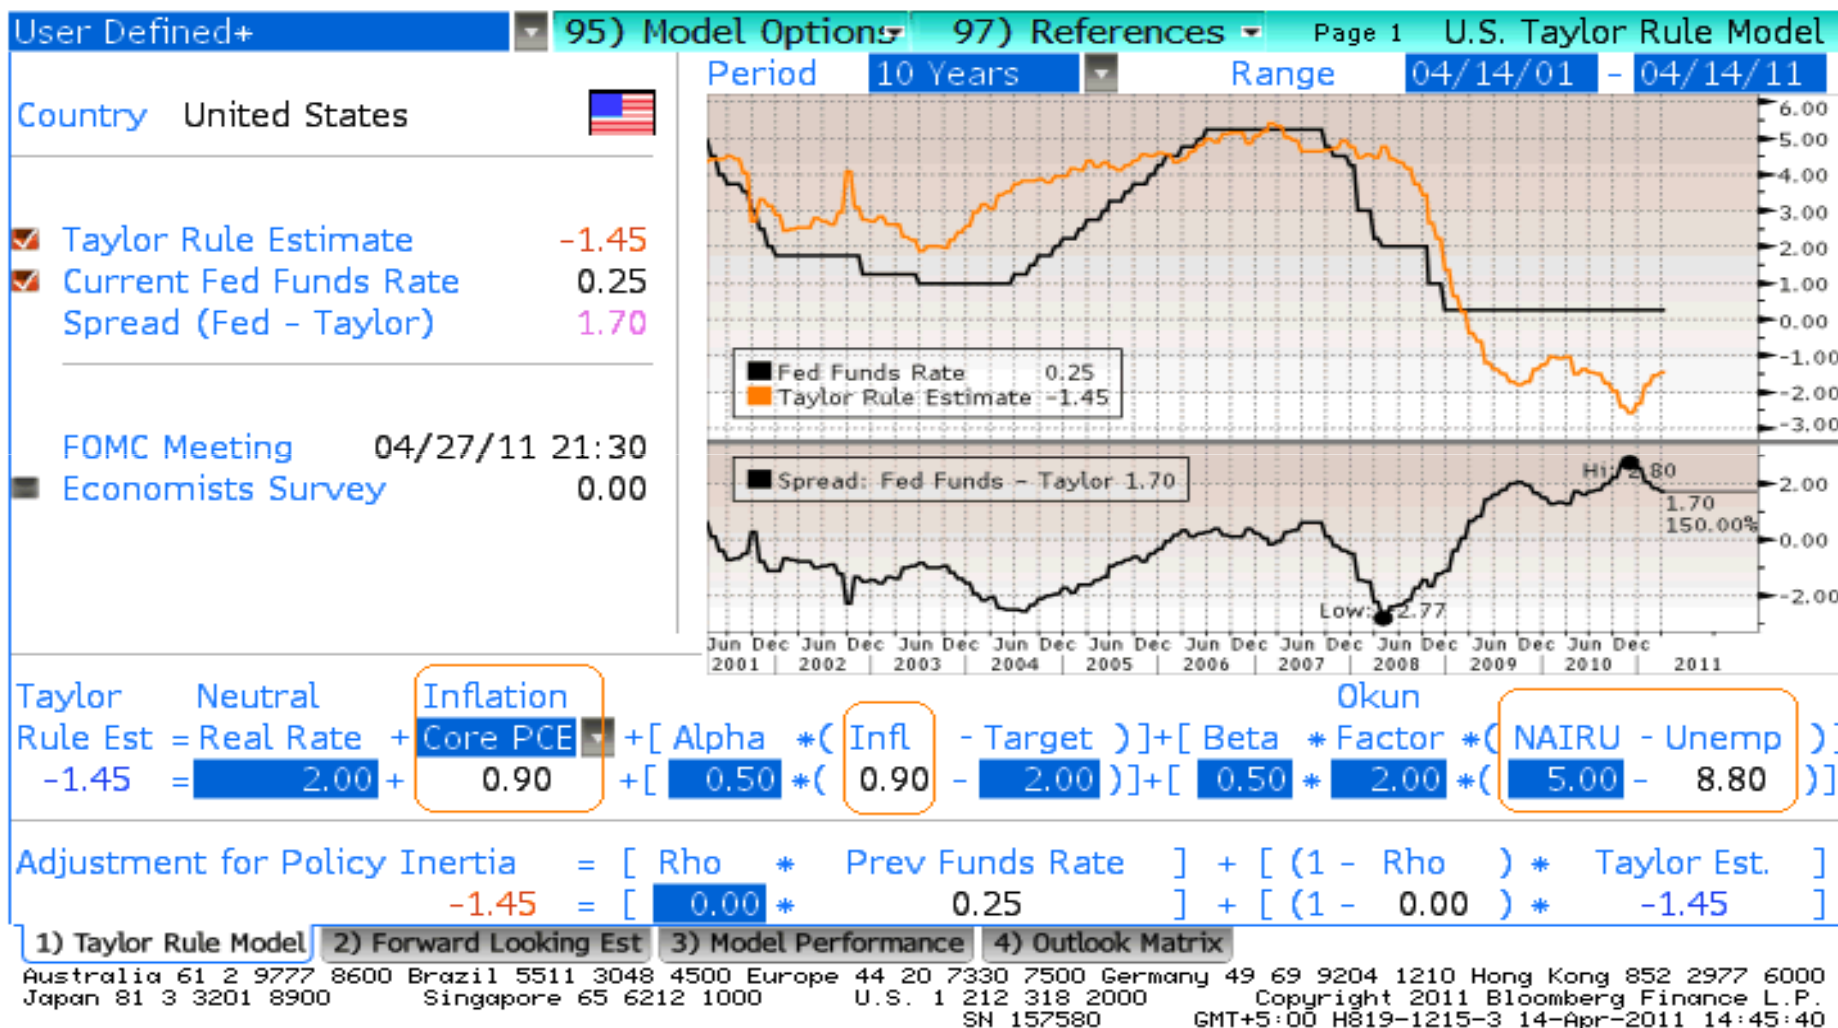 User Defined* 95) Model Options 97) References Page 1 U.S. Taylor Rule Model
Period 10 Years Range 04/14/01 - 04/14/11
Country United States
Taylor Rule Estimate -1.45
Current Fed Funds Rate 0.25
Spread (Fed - Taylor) 1.70
FOMC Meeting 04/27/11 21:30
Economists Survey 0.00
6.00
5.00
4.00
3.00
2.00
1.00
0.00
-1.00
-2.00
-3.00
Fed Funds Rate 0.25
Taylor Rule Estimate -1.45
Spread: Fed Funds - Taylor 1.70
Hi: 2.80
2.00
1.70
150.00%
0.00
-2.00
Low: -2.77
Jun Dec Jun Dec Jun Dec Jun Dec Jun Dec Jun Dec Jun Dec Jun Dec Jun Dec Jun Dec
2001 2002 2003 2004 2005 2006 2007 2008 2009 2010 2011
Taylor Neutral Inflation Okun
Rule Est = Real Rate + Core PCE +[ Alpha *( Infl - Target )]+[ Beta * Factor *( NAIRU - Unemp )]
-1.45 = 2.00 + 0.90 +[ 0.50 *( 0.90 - 2.00 )]+[ 0.50 * 2.00 *( 5.00 - 8.80 )]
Adjustment for Policy Inertia = [ Rho * Prev Funds Rate ] + [ (1 - Rho ) * Taylor Est. ]
-1.45 = [ 0.00 * 0.25 ] + [ (1 - 0.00 ) * -1.45 ]
1) Taylor Rule Model 2) Forward Looking Est 3) Model Performance 4) Outlook Matrix
Australia 61 2 9777 8600 Brazil 5511 3048 4500 Europe 44 20 7330 7500 Germany 49 69 9204 1210 Hong Kong 852 2977 6000
Japan 81 3 3201 8900 Singapore 65 6212 1000 U.S. 1 212 318 2000 Copyright 2011 Bloomberg Finance L.P.
SN 157580 GMT+5:00 H819-1215-3 14-Apr-2011 14:45:40